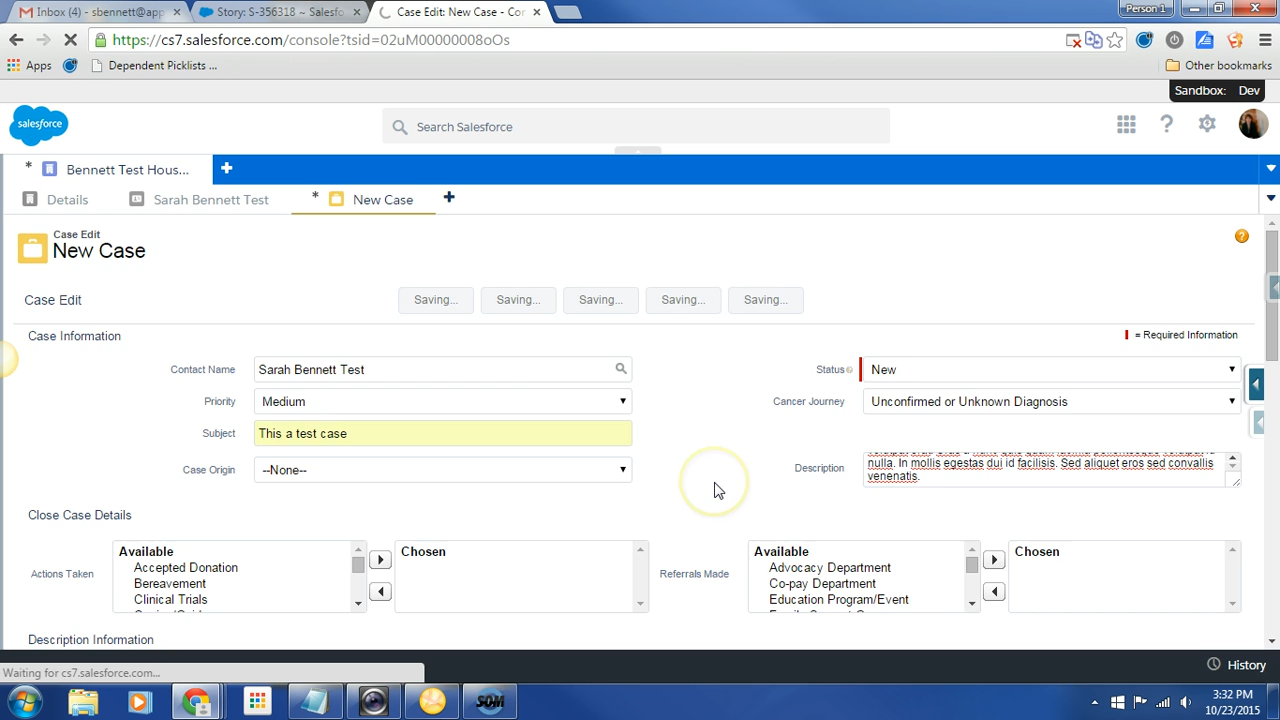 Inbox (4) - sbennett@app
Story: S-356318 ~ Salesfo
Case Edit: New Case - Cor
Person 1
https://cs7.salesforce.com/console?tsid=02uM00000008oOs
Apps
Dependent Picklists ...
Other bookmarks
Sandbox: Dev
salesforce
Search Salesforce
* Bennett Test Hous...
Details
Sarah Bennett Test
* New Case
Case Edit
New Case
Case Edit
Saving...
Saving...
Saving...
Saving...
Saving...
Case Information
= Required Information
Contact Name
Sarah Bennett Test
Status
New
Priority
Medium
Cancer Journey
Unconfirmed or Unknown Diagnosis
Subject
This a test case
Case Origin
--None--
Description
nulla. In mollis egestas dui id facilisis. Sed aliquet eros sed convallis
venenatis.
Close Case Details
Actions Taken
Available
Accepted Donation
Bereavement
Clinical Trials
Chosen
Referrals Made
Available
Advocacy Department
Co-pay Department
Education Program/Event
Chosen
Description Information
Waiting for cs7.salesforce.com...
History
SOM
3:32 PM
10/23/2015